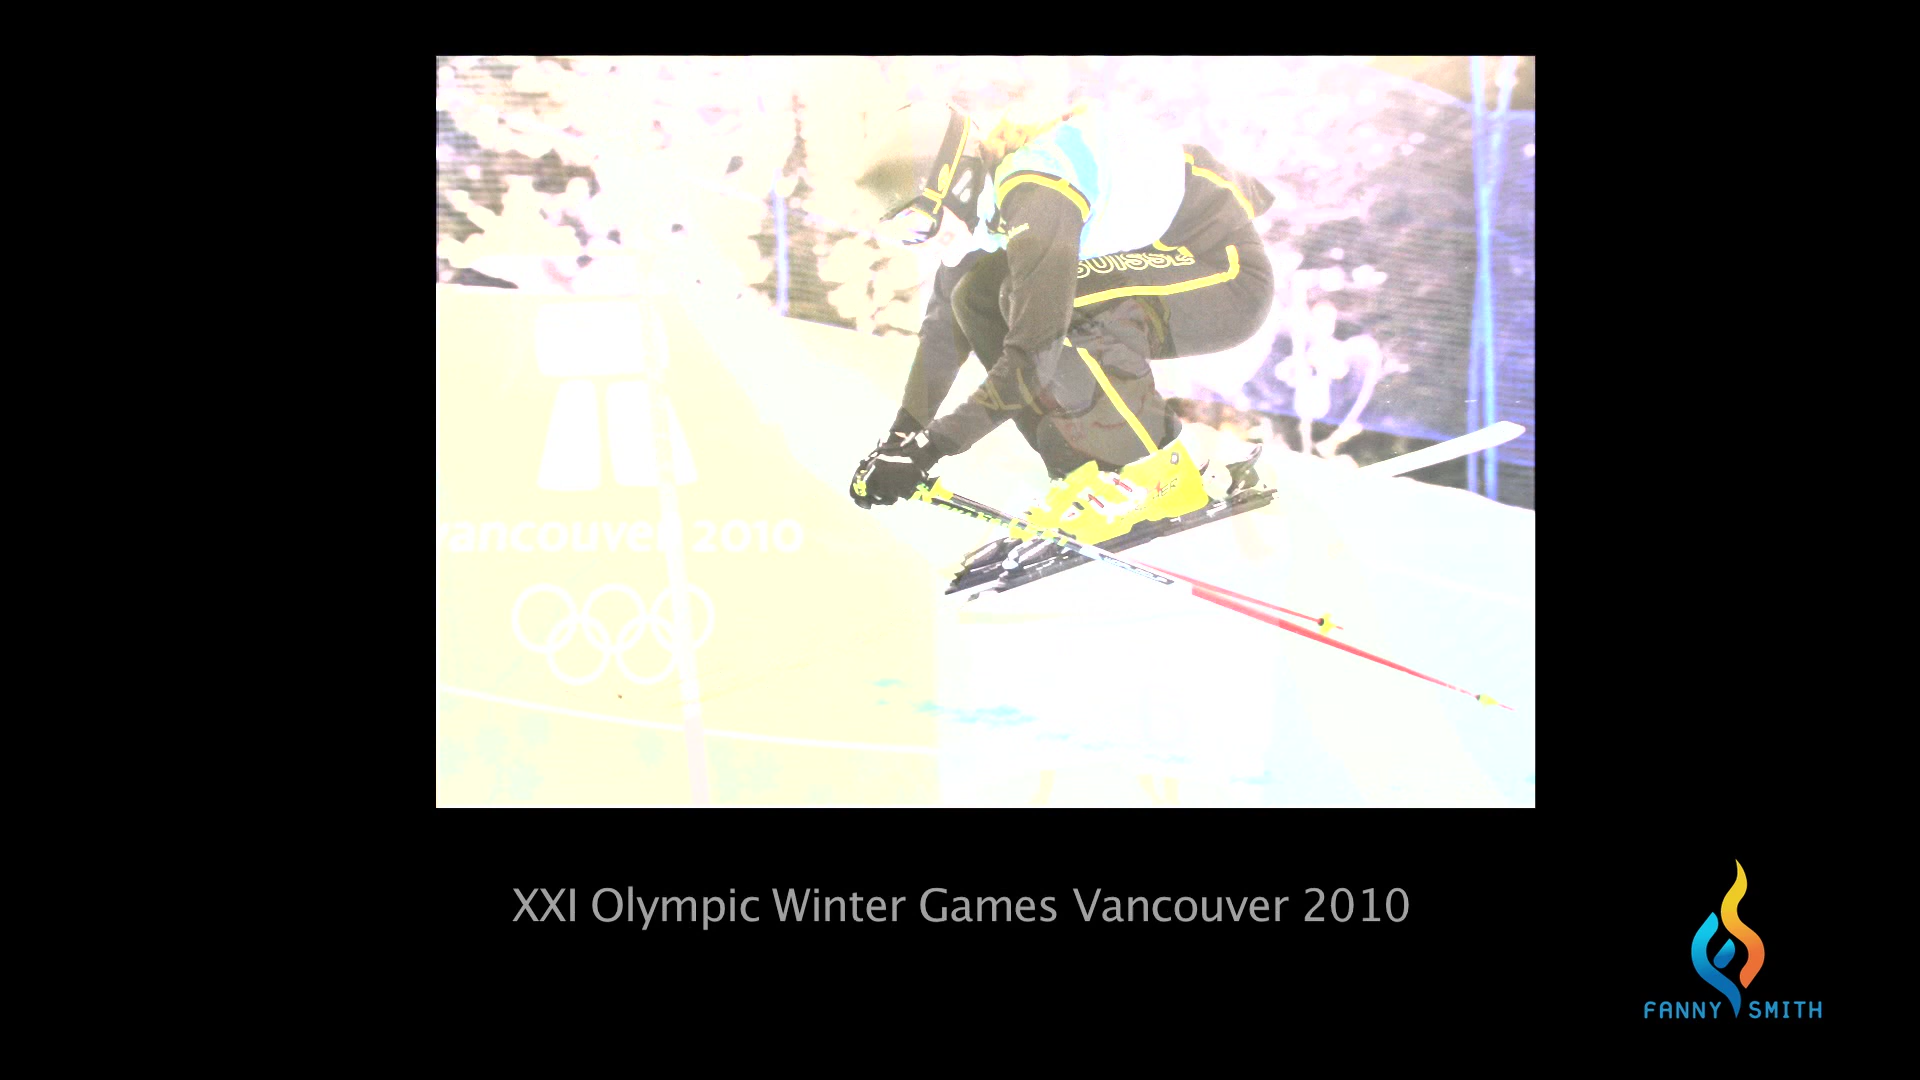 SUISSE
vancouver 2010
XXI Olympic Winter Games Vancouver 2010
FANNY SMITH